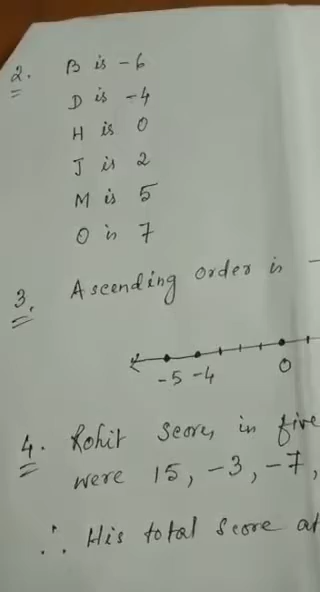 2. B is -6
D is -4
H is 0
J is 2
M is 5
O is 7
3. Ascending order is -
-5 -4 0
4. Rohit scores in five
were 15, -3, -7,
∴ His total score at